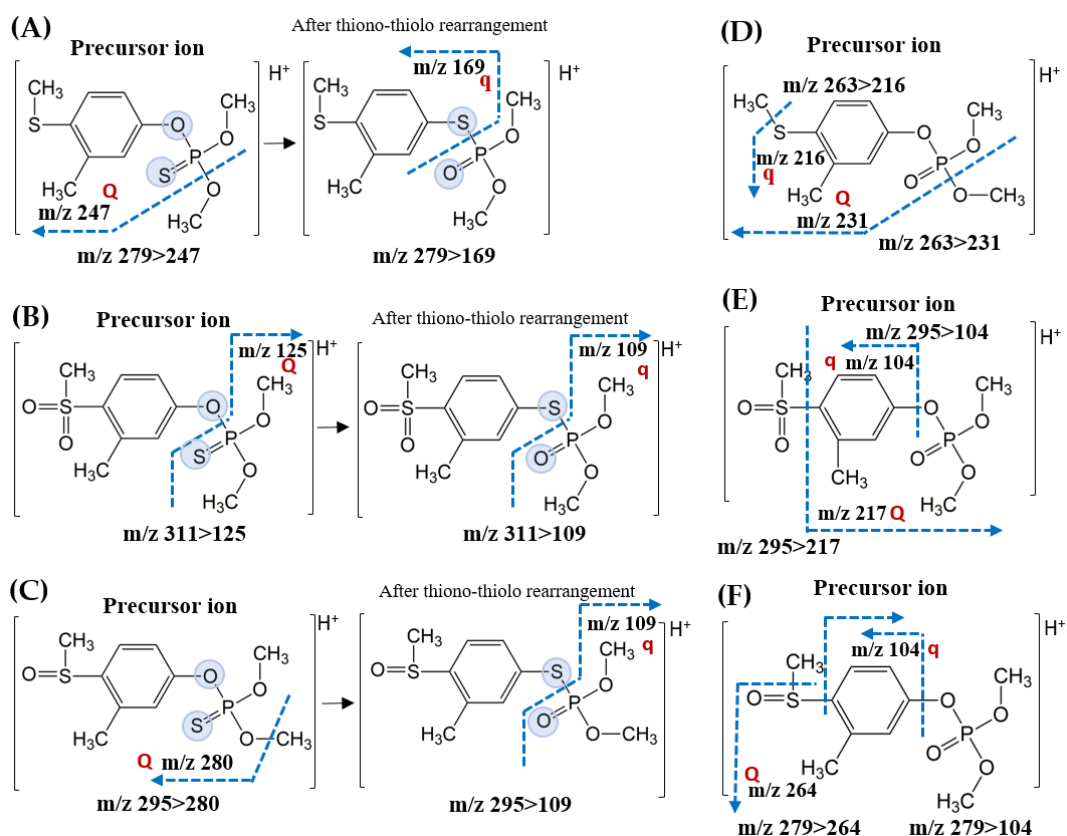 (A)
Precursor ion
H⁺
CH₃
S
O
CH₃
O
P
S
O
H₃C
Q
H₃C
m/z 247
m/z 279>247
After thiono-thiolo rearrangement
m/z 169
q
H⁺
CH₃
S
S
CH₃
O
P
O
O
H₃C
H₃C
m/z 279>169
(B)
Precursor ion
m/z 125
Q
H⁺
CH₃
O
S
O
O
CH₃
O
P
S
O
H₃C
H₃C
m/z 311>125
After thiono-thiolo rearrangement
m/z 109
q
H⁺
CH₃
O
S
O
S
CH₃
O
P
O
O
H₃C
CH₃
m/z 311>109
(C)
Precursor ion
H⁺
CH₃
O
S
O
CH₃
O
P
S
O
CH₃
H₃C
Q
m/z 280
m/z 295>280
After thiono-thiolo rearrangement
m/z 109
q
H⁺
CH₃
O
S
S
CH₃
O
P
O
O
CH₃
H₃C
m/z 295>109
(D)
Precursor ion
H⁺
H₃C
m/z 263>216
S
CH₃
O
O
P
O
O
CH₃
m/z 216
q
CH₃
Q
m/z 231
m/z 263>231
(E)
Precursor ion
m/z 295>104
H⁺
q
m/z 104
CH₃
CH₃
O
S
O
O
O
P
O
O
H₃C
CH₃
m/z 217 Q
m/z 295>217
(F)
Precursor ion
H⁺
m/z 104
q
CH₃
O
S
O
CH₃
O
P
O
O
H₃C
CH₃
Q
m/z 264
m/z 279>264
m/z 279>104